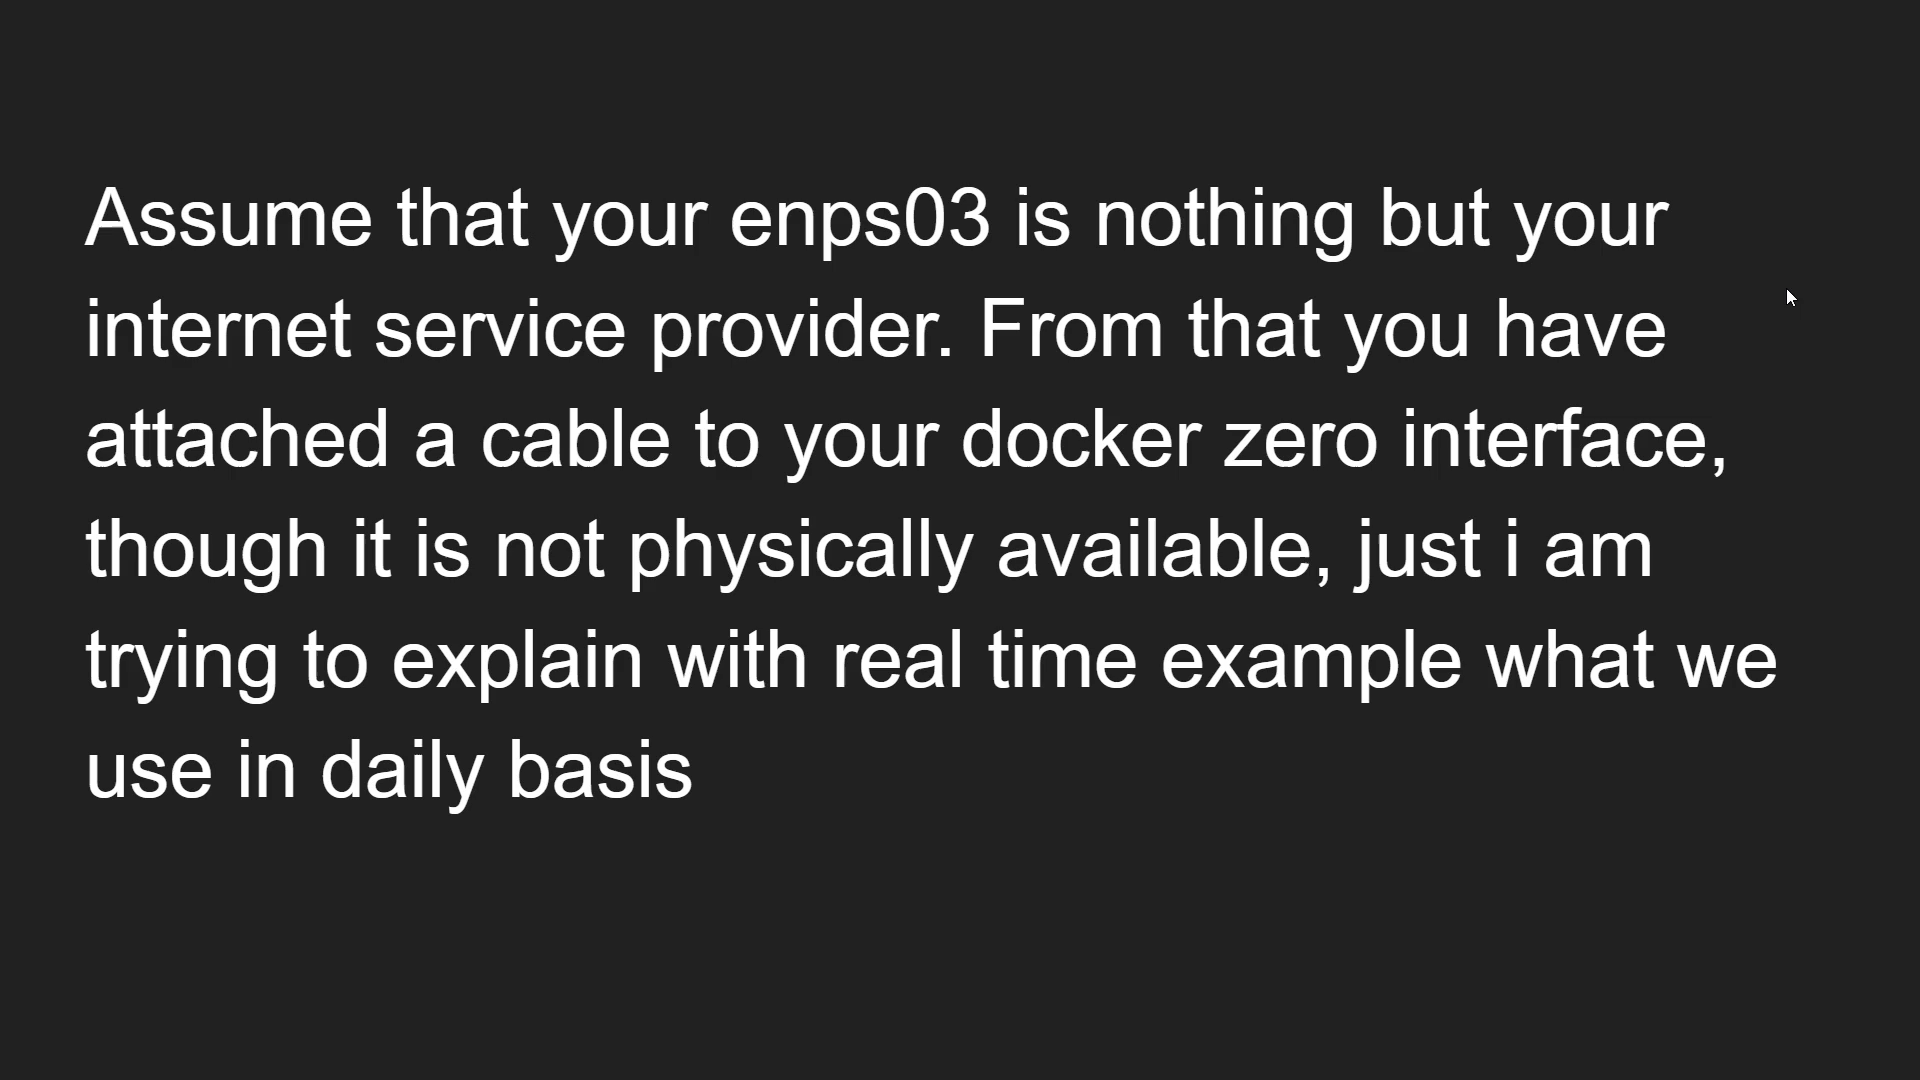 Assume that your enps03 is nothing but your
internet service provider. From that you have
attached a cable to your docker zero interface,
though it is not physically available, just i am
trying to explain with real time example what we
use in daily basis